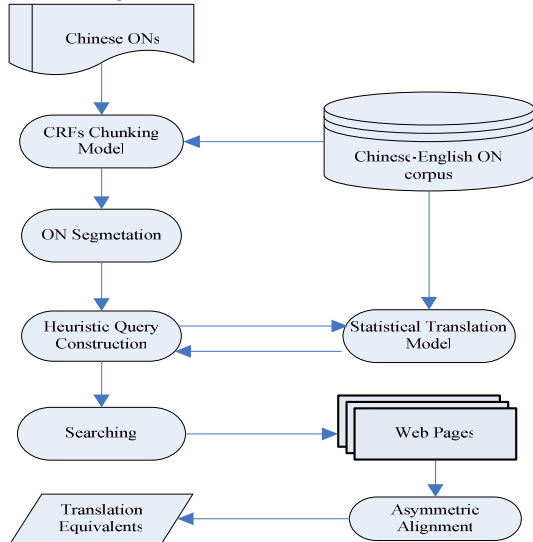 Chinese ONs
CRFs Chunking
Model
Chinese-English ON
corpus
ON Segmetation
Heuristic Query
Construction
Statistical Translation
Model
Searching
Web Pages
Translation
Equivalents
Asymmetric
Alignment